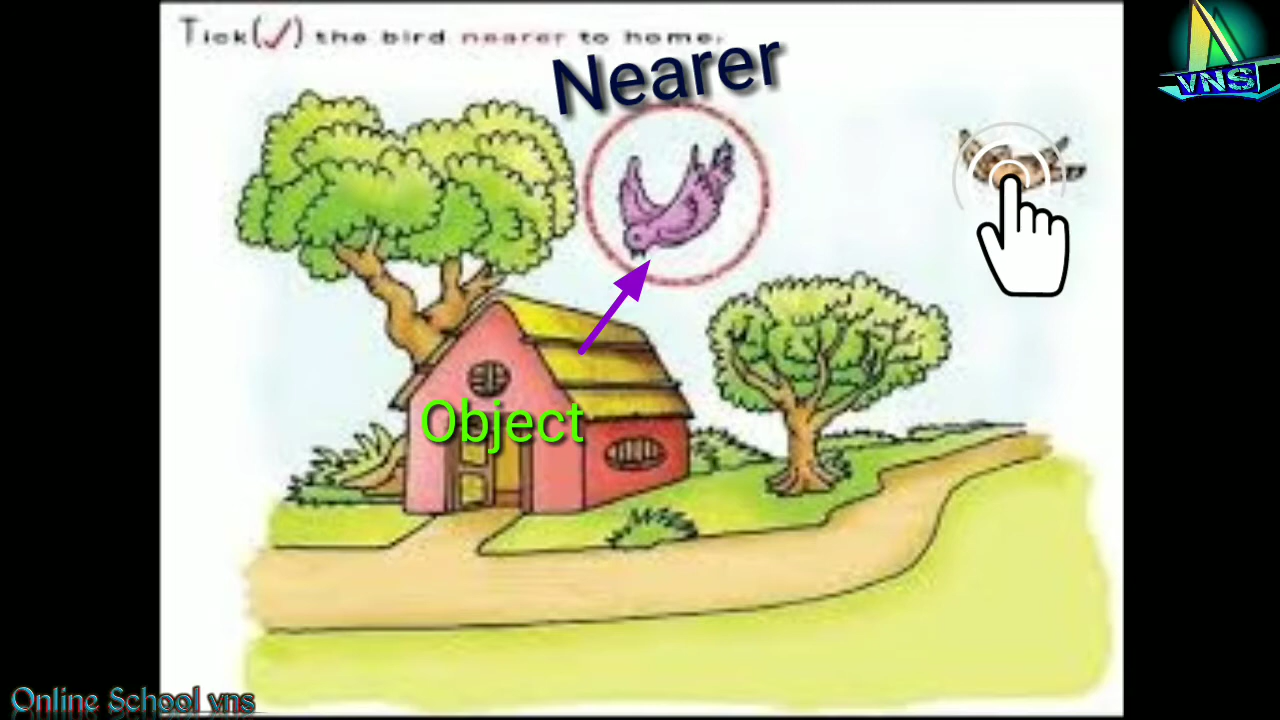 Tick(✓) the bird nearer to home.
Nearer
VNS
Object
Online School vns